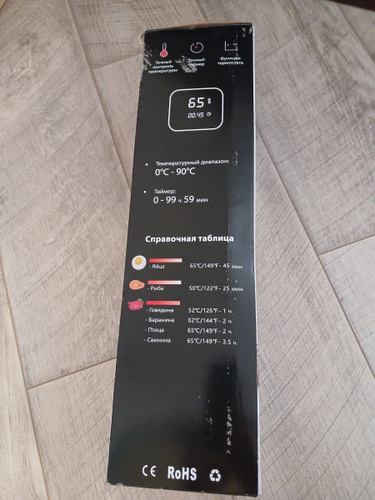 Точный
контроль
температуры
Точный
таймер
Функция
термостата
65
00:45
• Температурный диапазон:
0°C - 90°C
• Таймер:
0 - 99 ч 59 мин
Справочная таблица
- Яйца 65°C/149°F - 45 мин
- Рыба 50°C/122°F - 25 мин
- Говядина 52°C/126°F - 1 ч
- Баранина 62°C/144°F - 2 ч
- Птица 65°C/149°F - 2 ч
- Свинина 65°C/149°F - 3.5 ч
CE RoHS